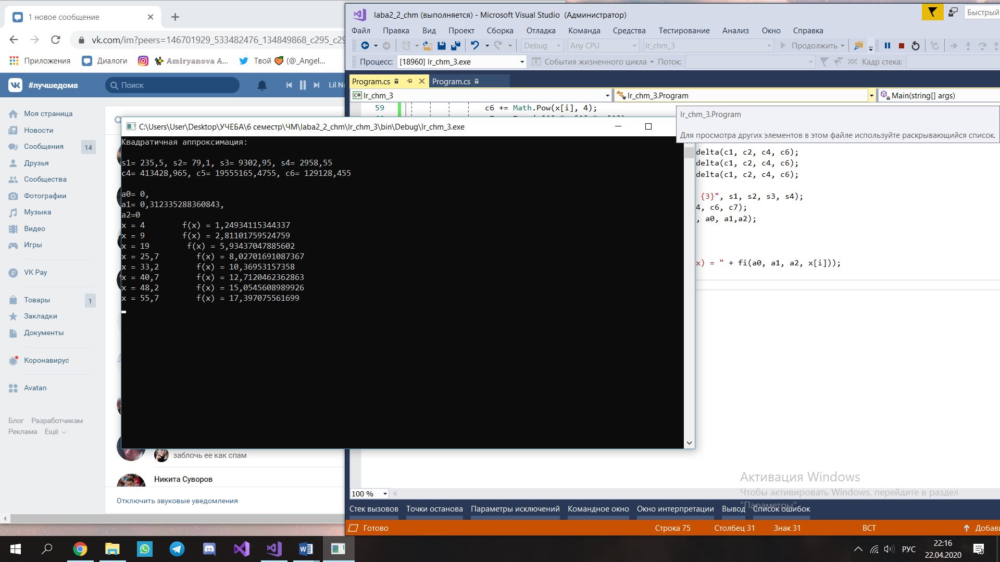 1 новое сообщение
vk.com/im?peers=146701929_533482476_134849868_c295_c29
Приложения
Диалоги
Amiryanova A...
Твой 🍑 (@_Angel...
#лучшедома
Поиск
Lil Na
Моя страница
Новости
Сообщения 14
Друзья
Сообщества
Фотографии
Музыка
Видео
Игры
VK Pay
Товары 1
Закладки
Документы
Коронавирус
Avatan
Блог Разработчикам
Реклама Ещё
заблочь ее как спам
Никита Суворов
Отключить звуковые уведомления
laba2_2_chm (выполняется) - Microsoft Visual Studio (Администратор)
Быстрый
Файл Правка Вид Проект Сборка Отладка Команда Средства Тестирование Анализ Окно Справка
Debug Any CPU lr_chm_3 Продолжить
Процесс: [18960] lr_chm_3.exe События жизненного цикла Поток: Кадр стека:
Program.cs Program.cs
C# lr_chm_3 lr_chm_3.Program Main(string[] args)
59 c6 += Math.Pow(x[i], 4);
lr_chm_3.Program
Для просмотра других элементов в этом файле используйте раскрывающийся список.
delta(c1, c2, c4, c6);
delta(c1, c2, c4, c6);
delta(c1, c2, c4, c6);
{3}", s1, s2, s3, s4);
4, c6, c7);
, a0, a1,a2);
x) = " + fi(a0, a1, a2, x[i]));
C:\Users\User\Desktop\УЧЕБА\6 семестр\ЧМ\laba2_2_chm\lr_chm_3\bin\Debug\lr_chm_3.exe
Квадратичная аппроксимация:
s1= 235,5, s2= 79,1, s3= 9302,95, s4= 2958,55
c4= 413428,965, c5= 19555165,4755, c6= 129128,455
a0= 0,
a1= 0,312335288360843,
a2=0
x = 4 f(x) = 1,24934115344337
x = 9 f(x) = 2,81101759524759
x = 19 f(x) = 5,93437047885602
x = 25,7 f(x) = 8,02701691087367
x = 33,2 f(x) = 10,36953157358
x = 40,7 f(x) = 12,7120462362863
x = 48,2 f(x) = 15,0545608989926
x = 55,7 f(x) = 17,397075561699
Активация Windows
Чтобы активировать Windows, перейдите в раздел
"Параметры"
100 %
Стек вызовов Точки останова Параметры исключений Командное окно Окно интерпретации Вывод Список ошибок
Готово Строка 75 Столбец 31 Знак 31 ВСТ Добави
РУС
22:16
22.04.2020